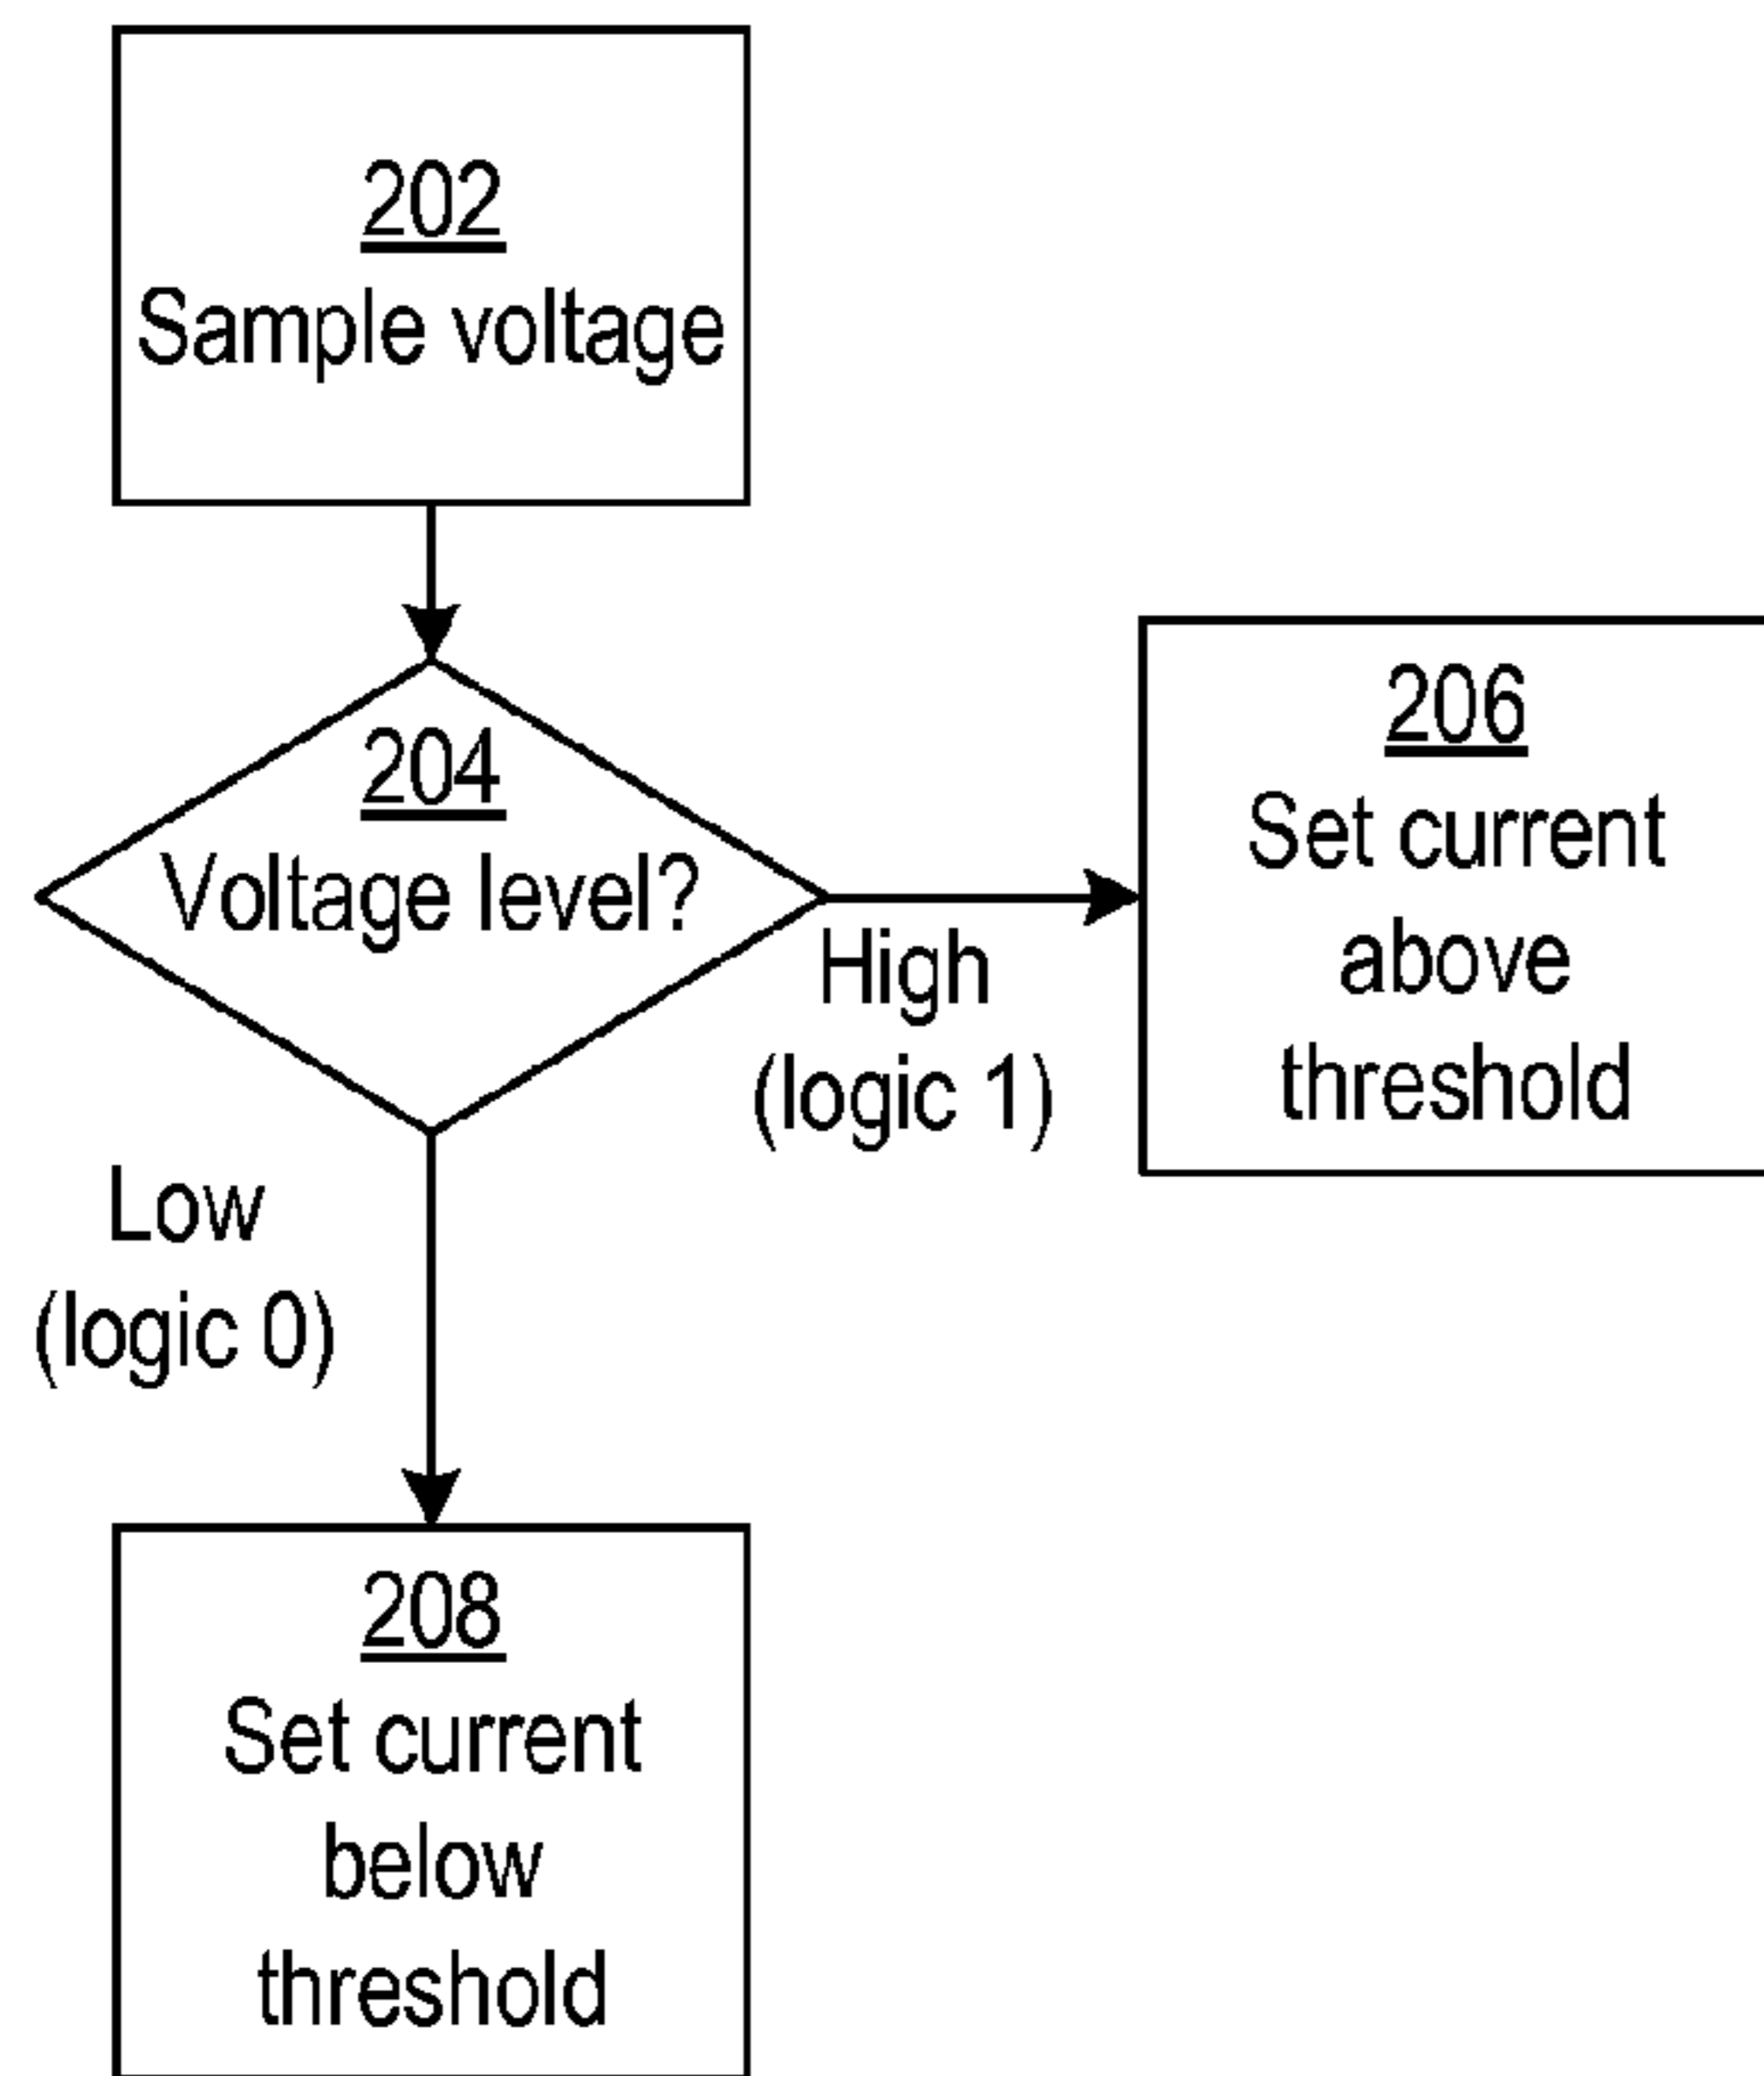 202
Sample voltage
204
Voltage level?
High
(logic 1)
206
Set current
above
threshold
Low
(logic 0)
208
Set current
below
threshold